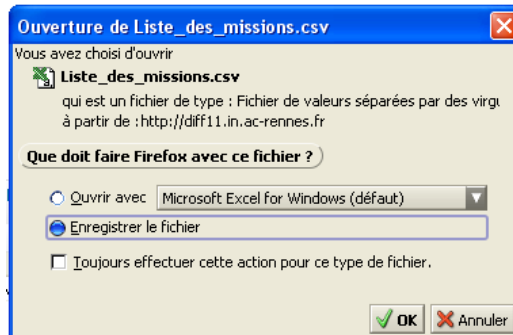 Ouverture de Liste_des_missions.csv
Vous avez choisi d'ouvrir
Liste_des_missions.csv
qui est un fichier de type : Fichier de valeurs séparées par des virgu
à partir de :http://diff11.in.ac-rennes.fr
Que doit faire Firefox avec ce fichier ?
Ouvrir avec Microsoft Excel for Windows (défaut)
Enregistrer le fichier
Toujours effectuer cette action pour ce type de fichier.
OK Annuler